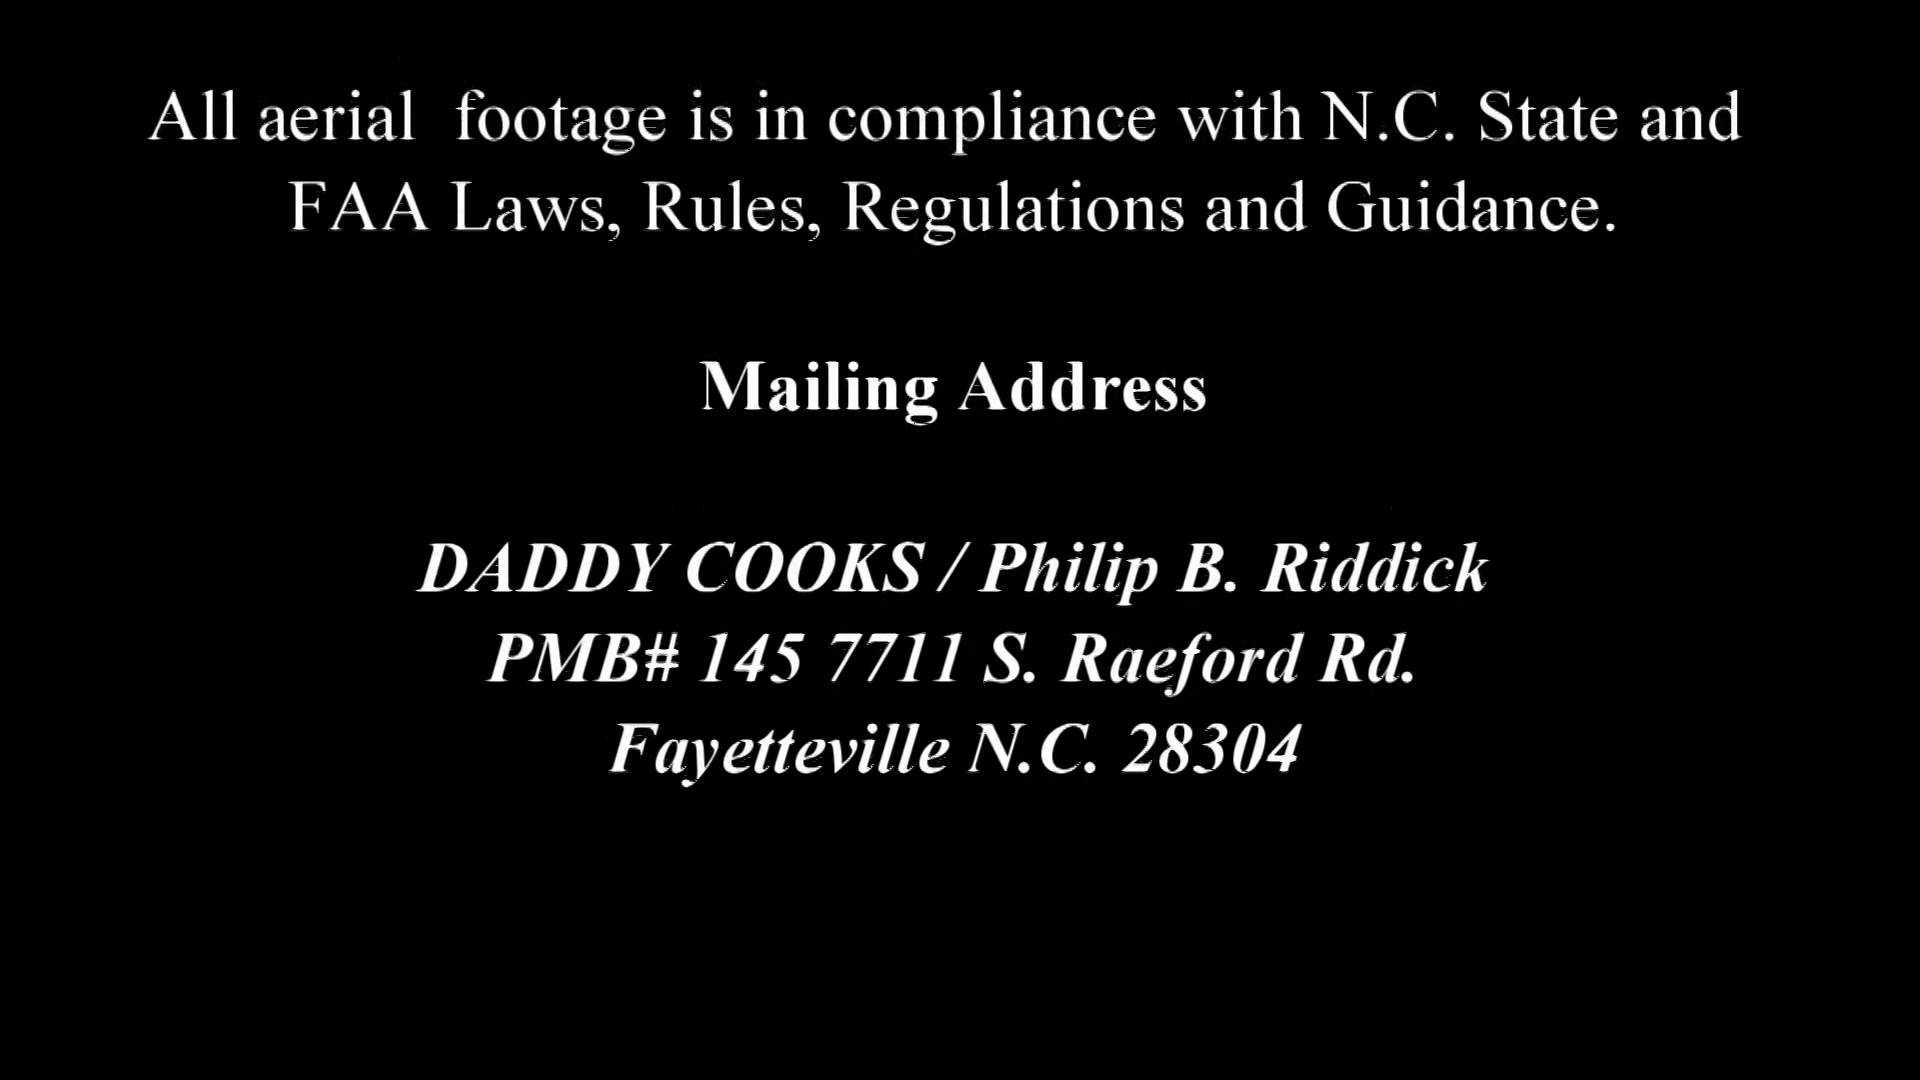 All aerial  footage is in compliance with N.C. State and
FAA Laws, Rules, Regulations and Guidance.
Mailing Address
DADDY COOKS / Philip B. Riddick
PMB# 145 7711 S. Raeford Rd.
Fayetteville N.C. 28304